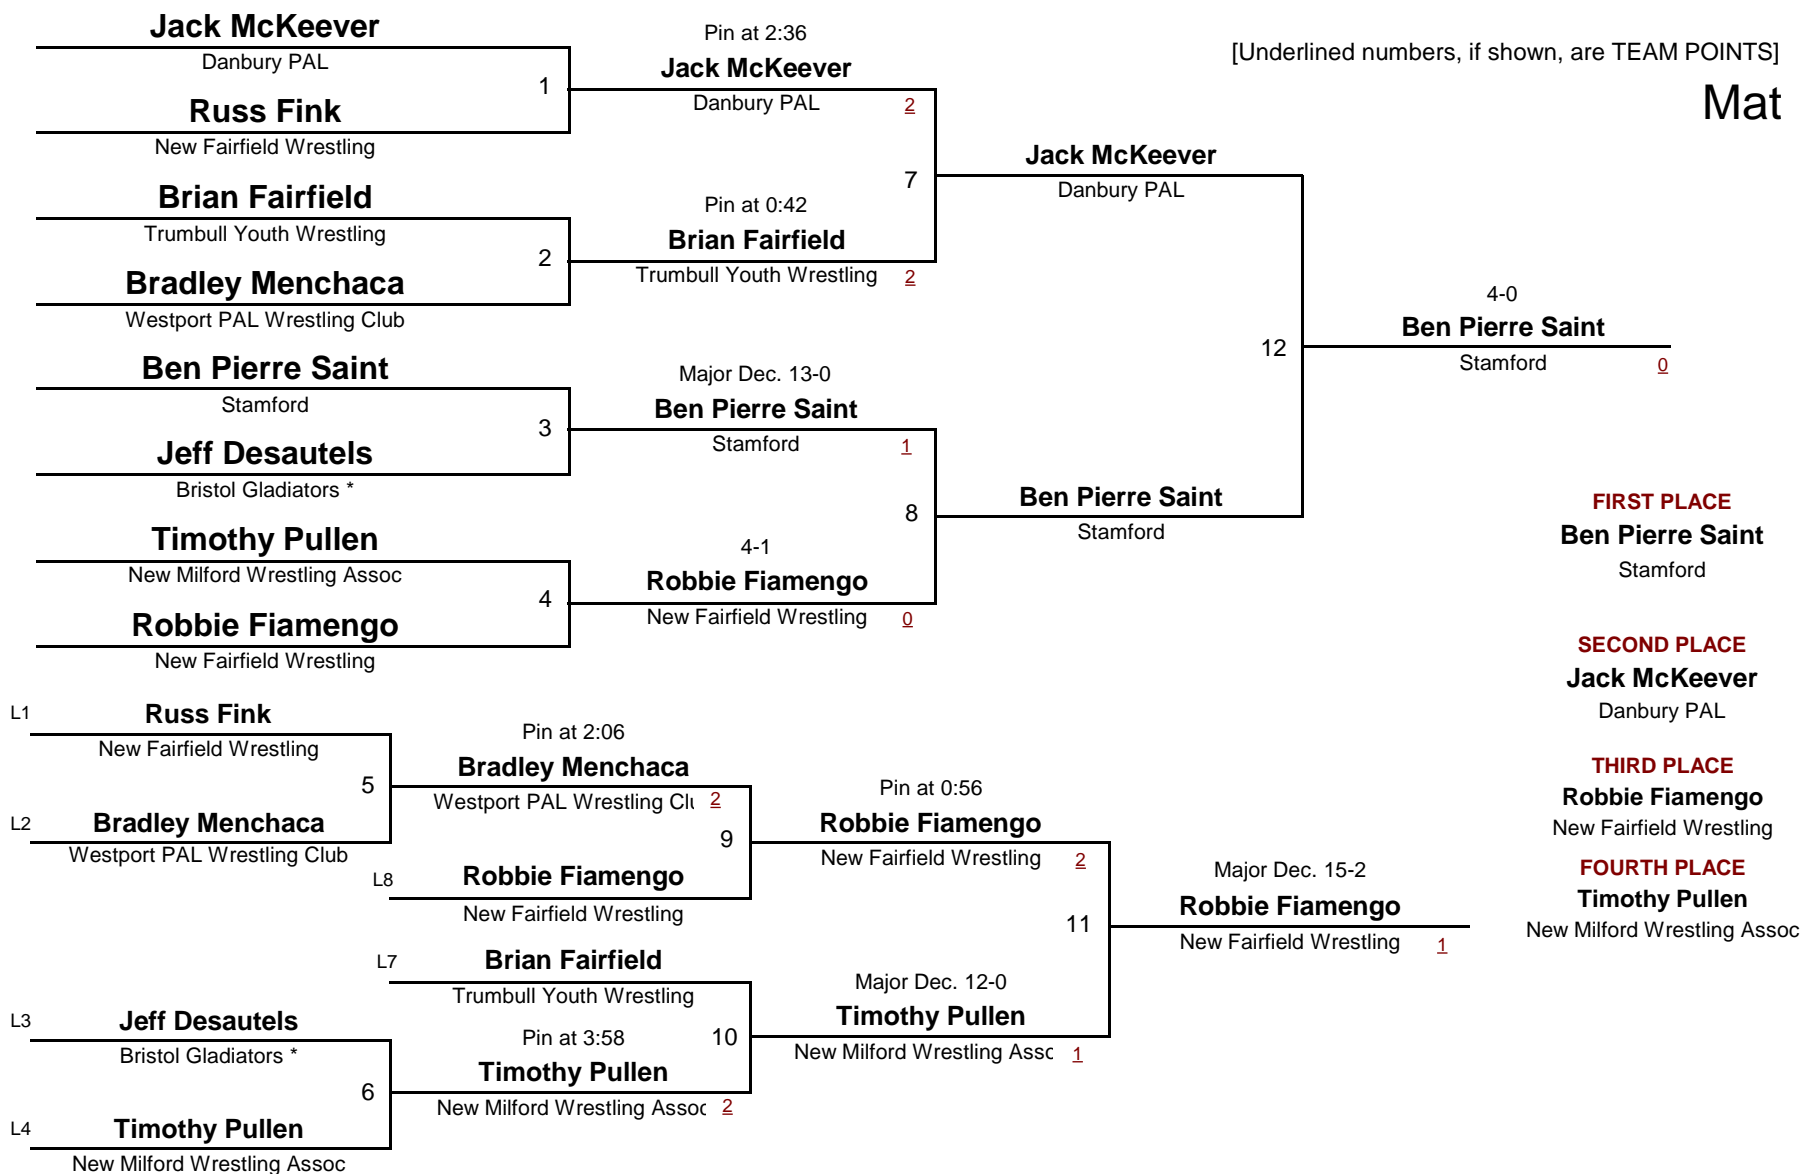 Jack McKeever
Danbury PAL
1
Russ Fink
New Fairfield Wrestling
Brian Fairfield
Trumbull Youth Wrestling
2
Bradley Menchaca
Westport PAL Wrestling Club
Ben Pierre Saint
Stamford
3
Jeff Desautels
Bristol Gladiators *
Timothy Pullen
New Milford Wrestling Assoc
4
Robbie Fiamengo
New Fairfield Wrestling
Pin at 2:36
Jack McKeever
Danbury PAL 2
7
Pin at 0:42
Brian Fairfield
Trumbull Youth Wrestling 2
Major Dec. 13-0
Ben Pierre Saint
Stamford 1
8
4-1
Robbie Fiamengo
New Fairfield Wrestling 0
Jack McKeever
Danbury PAL
12
Ben Pierre Saint
Stamford
[Underlined numbers, if shown, are TEAM POINTS]
Mat
4-0
Ben Pierre Saint
Stamford 0
FIRST PLACE
Ben Pierre Saint
Stamford
SECOND PLACE
Jack McKeever
Danbury PAL
THIRD PLACE
Robbie Fiamengo
New Fairfield Wrestling
FOURTH PLACE
Timothy Pullen
New Milford Wrestling Assoc
L1 Russ Fink
New Fairfield Wrestling
5
L2 Bradley Menchaca
Westport PAL Wrestling Club
L3 Jeff Desautels
Bristol Gladiators *
6
L4 Timothy Pullen
New Milford Wrestling Assoc
Pin at 2:06
Bradley Menchaca
Westport PAL Wrestling Clu 2
9
L8 Robbie Fiamengo
New Fairfield Wrestling
L7 Brian Fairfield
Trumbull Youth Wrestling
10
Pin at 3:58
Timothy Pullen
New Milford Wrestling Assoc 2
Pin at 0:56
Robbie Fiamengo
New Fairfield Wrestling 2
11
Major Dec. 12-0
Timothy Pullen
New Milford Wrestling Assc 1
Major Dec. 15-2
Robbie Fiamengo
New Fairfield Wrestling 1